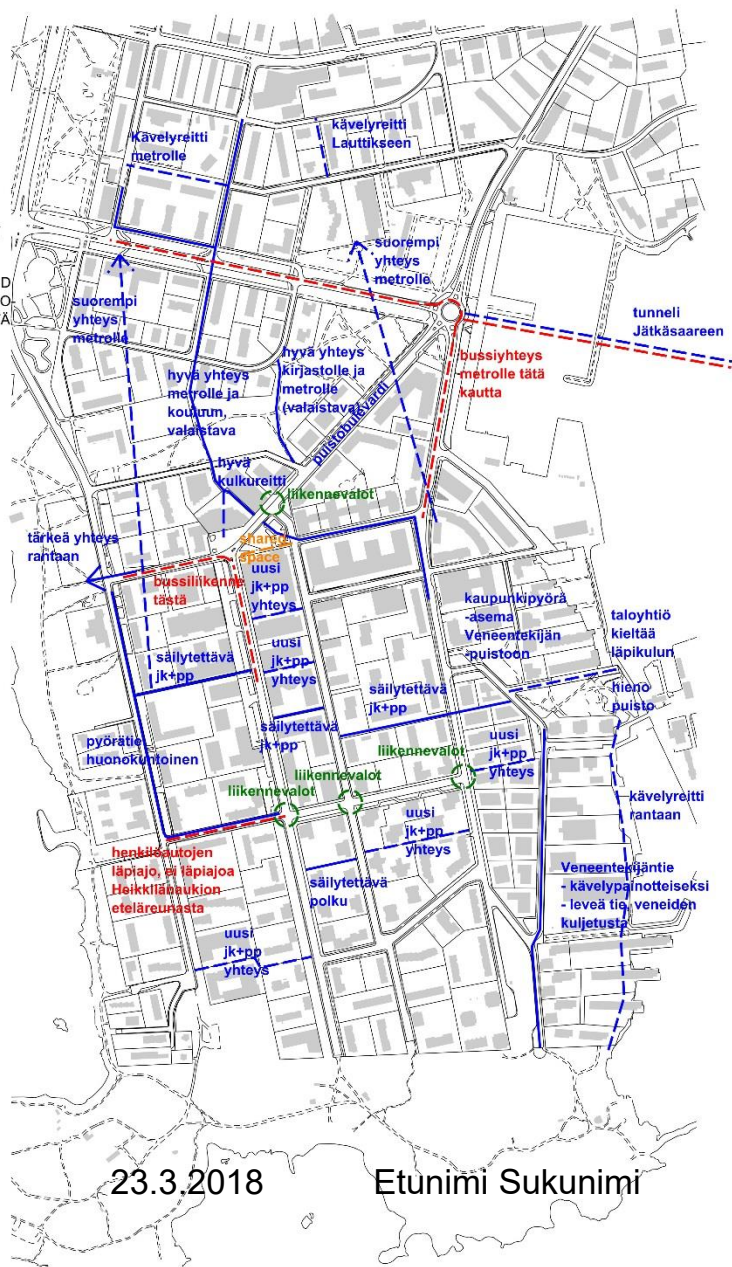 kävelyreitti
Lauttikseen
Kävelyreitti
metrolle
suorempi
yhteys
metrolle
D
O-
Ä
suorempi
yhteys
metrolle
tunneli
Jätkäsaareen
hyvä yhteys
kirjastolle ja
metrolle
(valaistava)
bussiyhteys
metrolle tätä
kautta
hyvä yhteys
metrolle ja
kouluun,
valaistava
puistobulevardi
hyvä
kulkureitti
liikennevalot
tärkeä yhteys
rantaan
shared
space
bussiliikenne
tästä
uusi
jk+pp
yhteys
kaupunkipyörä
-asema
Veneentekijän
-puistoon
taloyhtiö
kieltää
läpikulun
säilytettävä
jk+pp
uusi
jk+pp
yhteys
säilytettävä
jk+pp
hieno
puisto
pyörätie
huonokuntoinen
säilytettävä
jk+pp
liikennevalot
uusi
jk+pp
yhteys
liikennevalot
liikennevalot
kävelyreitti
rantaan
uusi
jk+pp
yhteys
henkilöautojen
läpiajo, ei läpiajoa
Heikkilänaukion
eteläreunasta
säilytettävä
polku
Veneentekijäntie
- kävelypainotteiseksi
- leveä tie, veneiden
kuljetusta
uusi
jk+pp
yhteys
23.3.2018 Etunimi Sukunimi